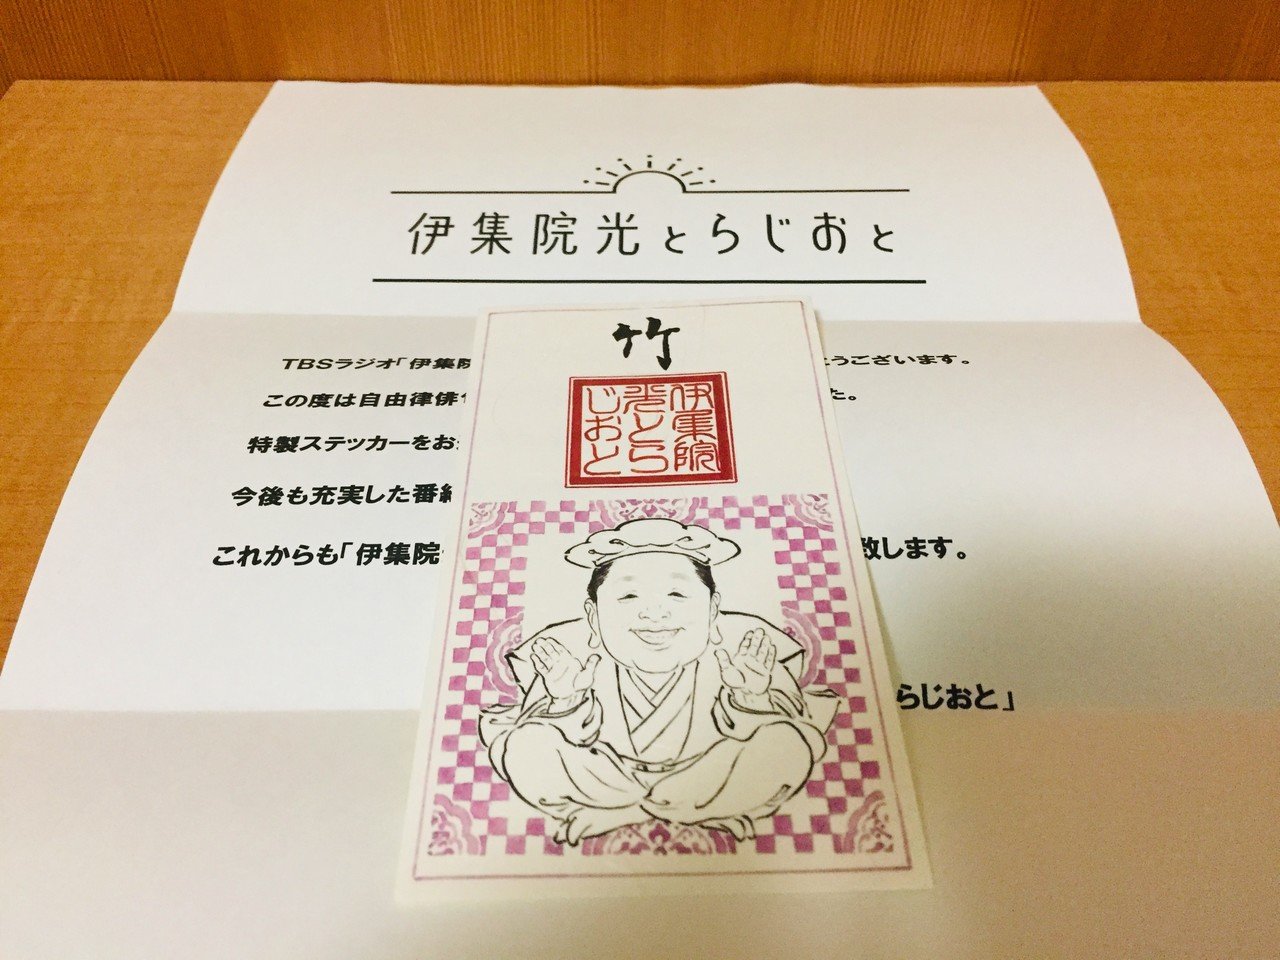 伊集院光とらじおと
TBSラジオ「伊集院
うございます。
この度は自由律俳
た。
特製ステッカーをお
今後も充実した番組
これからも「伊集院
致します。
らじおと」
竹
伊集院
光とら
じおと